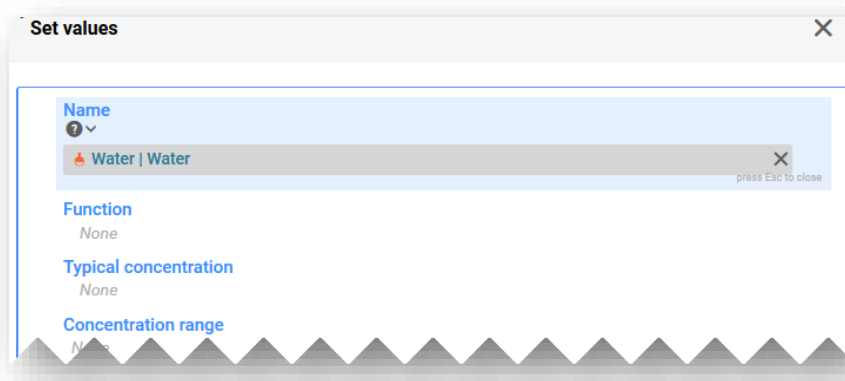 Set values
Name
Water | Water
press Esc to close
Function
None
Typical concentration
None
Concentration range